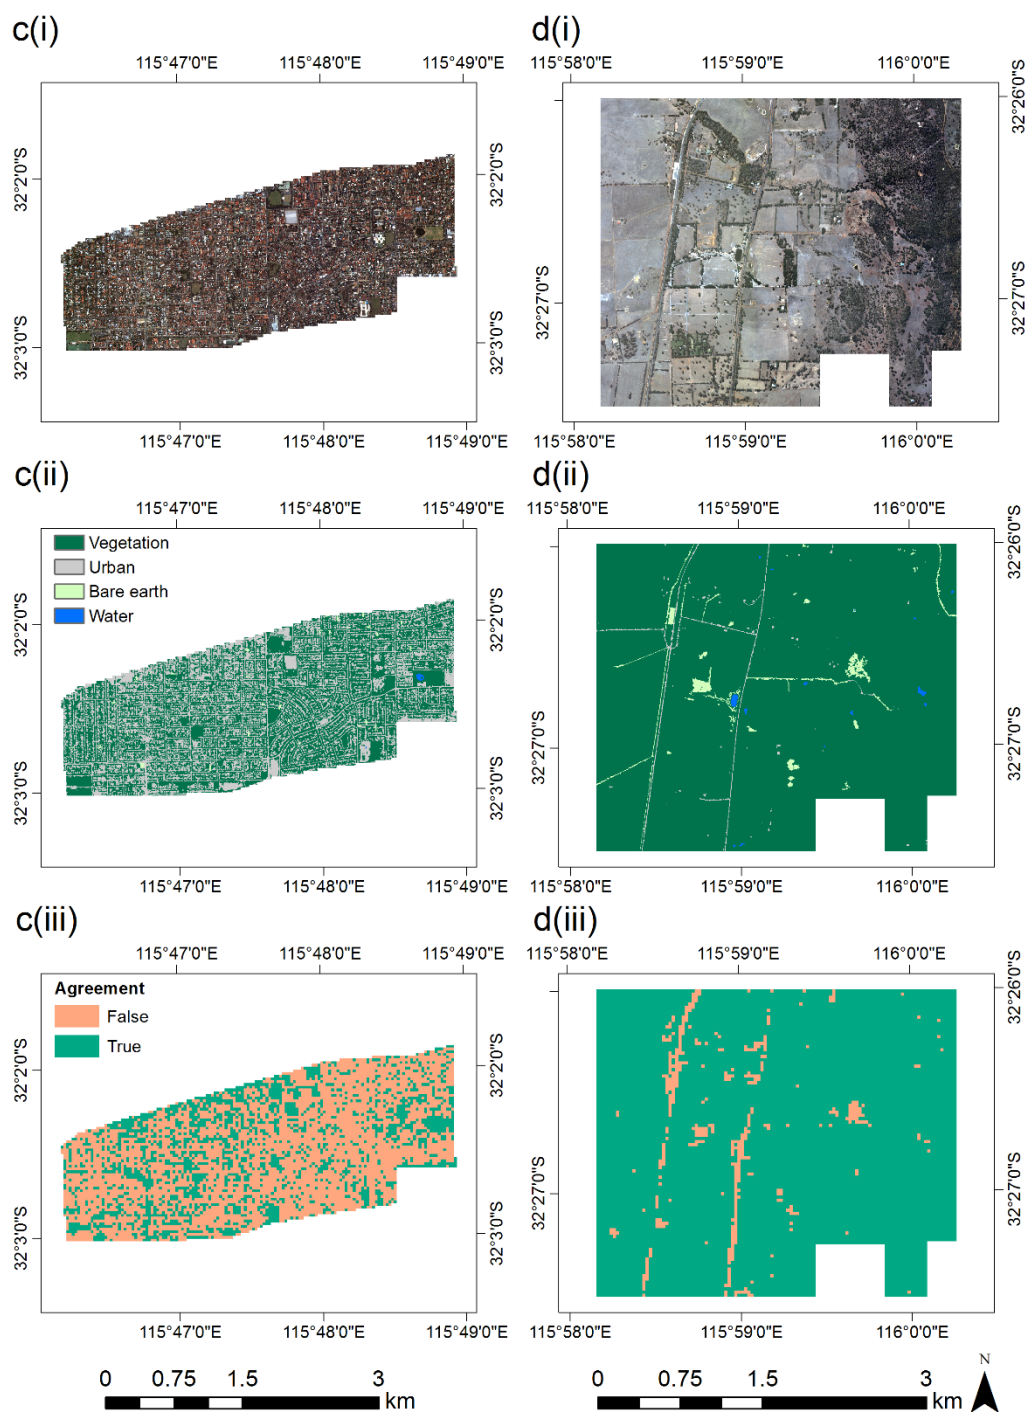 c(i)
d(i)
115°47'0"E 115°48'0"E 115°49'0"E
115°58'0"E 115°59'0"E 116°0'0"E
32°2'0"S 32°2'0"S
32°3'0"S 32°3'0"S
32°26'0"S
32°27'0"S 32°27'0"S
115°47'0"E 115°48'0"E 115°49'0"E
115°58'0"E 115°59'0"E 116°0'0"E
c(ii)
d(ii)
115°47'0"E 115°48'0"E 115°49'0"E
115°58'0"E 115°59'0"E 116°0'0"E
Vegetation
Urban
Bare earth
Water
32°2'0"S 32°2'0"S
32°3'0"S 32°3'0"S
32°26'0"S
32°27'0"S 32°27'0"S
115°47'0"E 115°48'0"E 115°49'0"E
115°58'0"E 115°59'0"E 116°0'0"E
c(iii)
d(iii)
115°47'0"E 115°48'0"E 115°49'0"E
115°58'0"E 115°59'0"E 116°0'0"E
Agreement
False
True
32°2'0"S 32°2'0"S
32°3'0"S 32°3'0"S
32°26'0"S
32°27'0"S 32°27'0"S
115°47'0"E 115°48'0"E 115°49'0"E
115°58'0"E 115°59'0"E 116°0'0"E
0 0.75 1.5 3
km
0 0.75 1.5 3
km
N